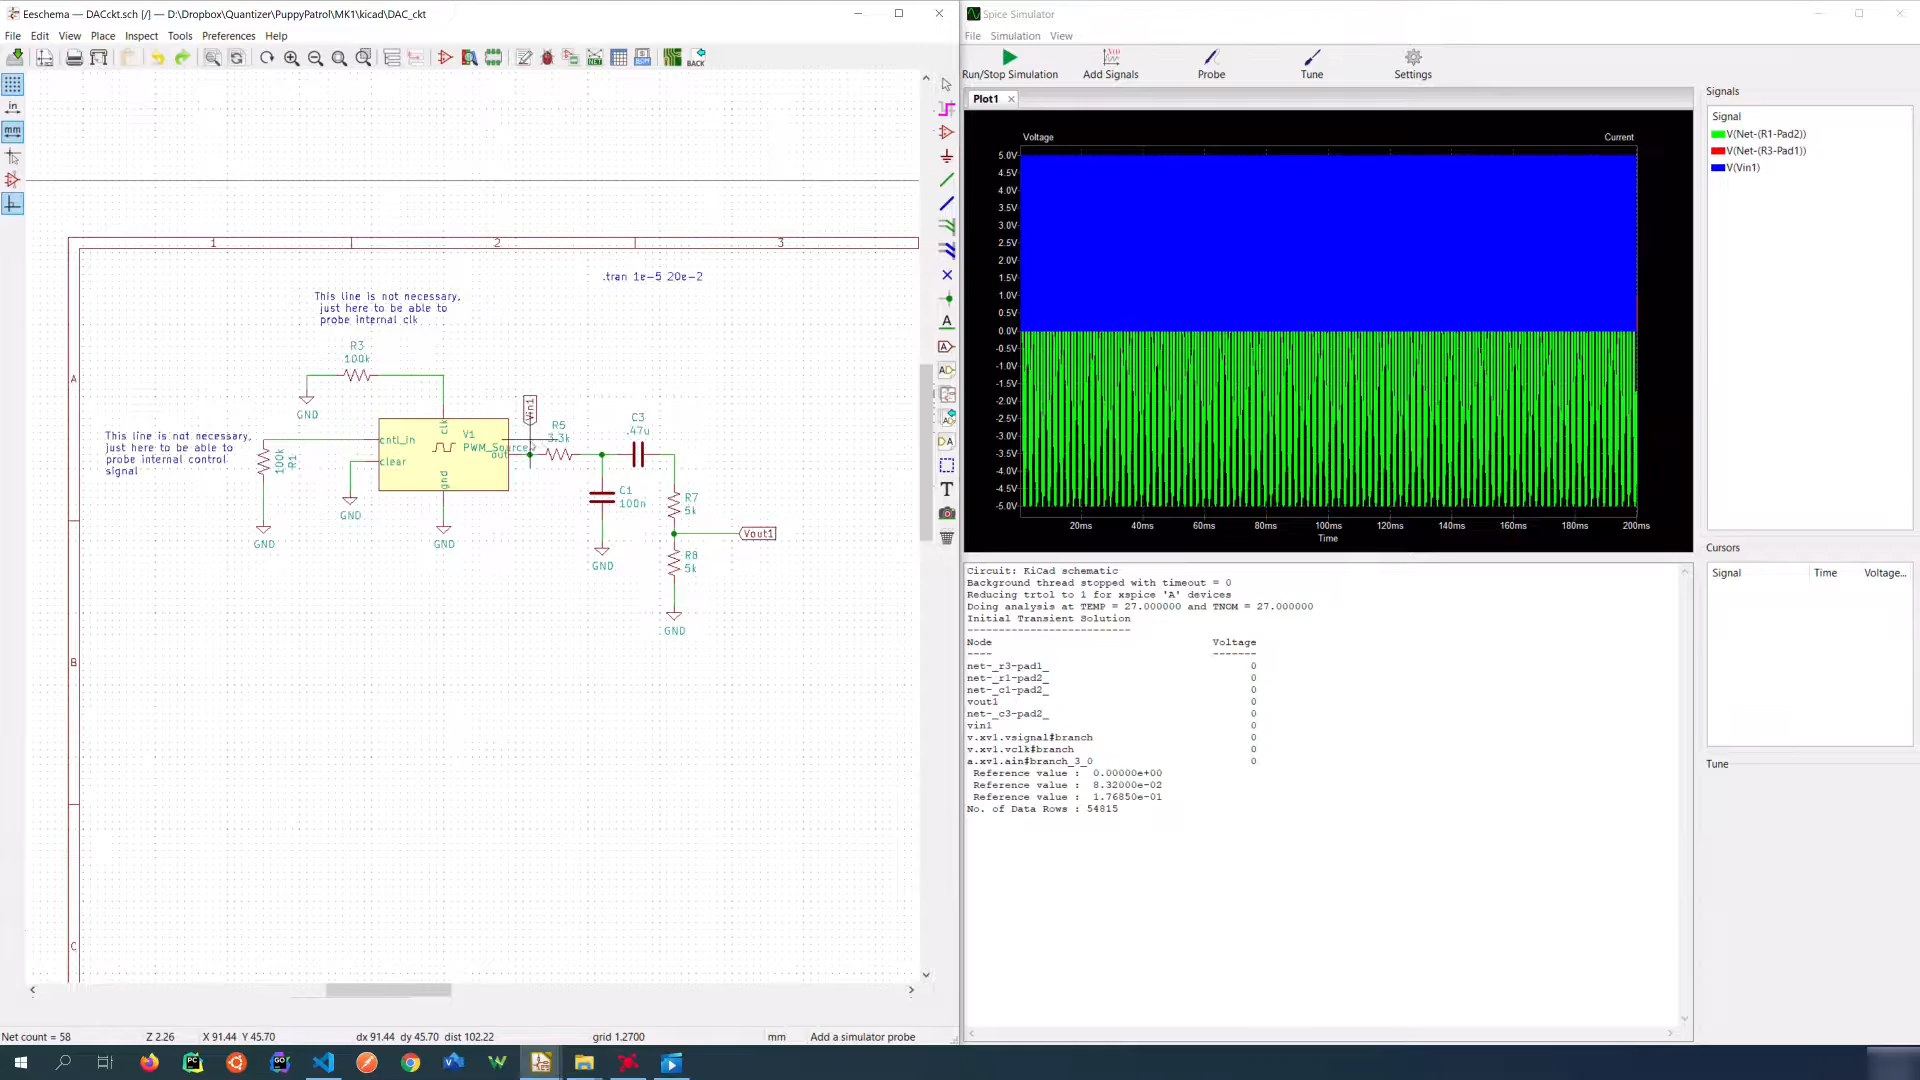 Eeschema — DACckt.sch [/] — D:\Dropbox\Quantizer\PuppyPatrol\MK1\kicad\DAC_ckt
File Edit View Place Inspect Tools Preferences Help
in
mm
1 2 3
.tran 1e-5 20e-2
This line is not necessary,
just here to be able to
probe internal clk
R3
100k
A
GND
Vin1
C3
.47u
R5
3.3k
This line is not necessary,
just here to be able to
probe internal control
signal
100k
R1
cntl_in
clear
clk
gnd
V1
PWM_Source
out
C1
100n
R7
5k
GND
Vout1
GND
GND
R8
5k
GND
GND
B
C
Net count = 58 Z 2.26 X 91.44 Y 45.70 dx 91.44 dy 45.70 dist 102.22 grid 1.2700 mm Add a simulator probe
Spice Simulator
File Simulation View
Run/Stop Simulation Add Signals Probe Tune Settings
Plot1
Voltage Current
5.0V
4.5V
4.0V
3.5V
3.0V
2.5V
2.0V
1.5V
1.0V
0.5V
0.0V
-0.5V
-1.0V
-1.5V
-2.0V
-2.5V
-3.0V
-3.5V
-4.0V
-4.5V
-5.0V
20ms 40ms 60ms 80ms 100ms 120ms 140ms 160ms 180ms 200ms
Time
Signals
Signal
V(Net-(R1-Pad2))
V(Net-(R3-Pad1))
V(Vin1)
Cursors
Signal Time Voltage...
Tune
Circuit: KiCad schematic
Background thread stopped with timeout = 0
Reducing trtol to 1 for xspice 'A' devices
Doing analysis at TEMP = 27.000000 and TNOM = 27.000000
Initial Transient Solution
--------------------------
Node Voltage
---- -------
net-_r3-pad1_ 0
net-_r1-pad2_ 0
net-_c1-pad2_ 0
vout1 0
net-_c3-pad2_ 0
vin1 0
v.xv1.vsignal#branch 0
v.xv1.vclk#branch 0
a.xv1.ain#branch_3_0 0
Reference value : 0.00000e+00
Reference value : 8.32000e-02
Reference value : 1.76850e-01
No. of Data Rows : 54815